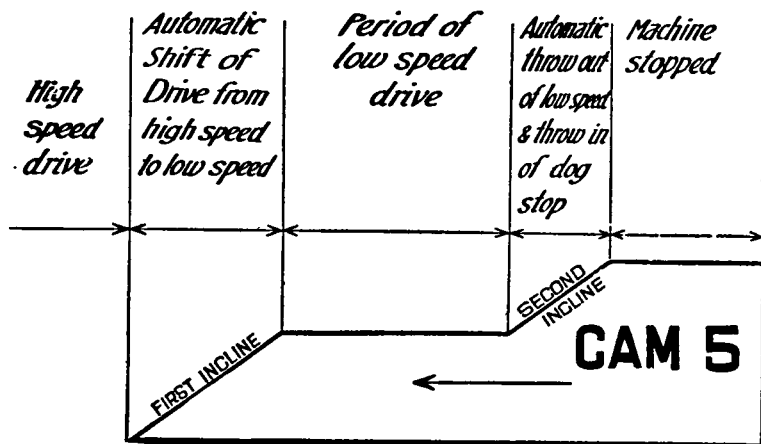 High
speed
drive
Automatic
Shift of
Drive from
high speed
to low speed
Period of
low speed
drive
Automatic
throw out
of low speed
& throw in
of dog
stop
Machine
stopped
FIRST INCLINE
SECOND
INCLINE
CAM 5